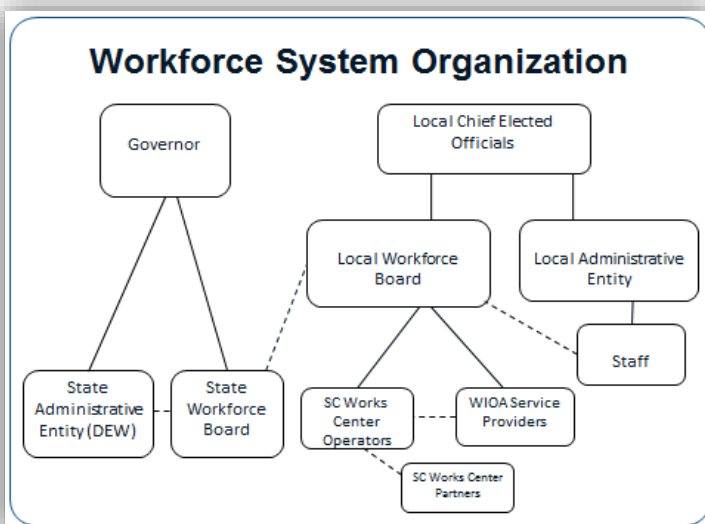 Workforce System Organization
Governor
Local Chief Elected
Officials
Local Workforce
Board
Local Administrative
Entity
Staff
State
Administrative
Entity (DEW)
State
Workforce
Board
SC Works
Center
Operators
WIOA Service
Providers
SC Works Center
Partners